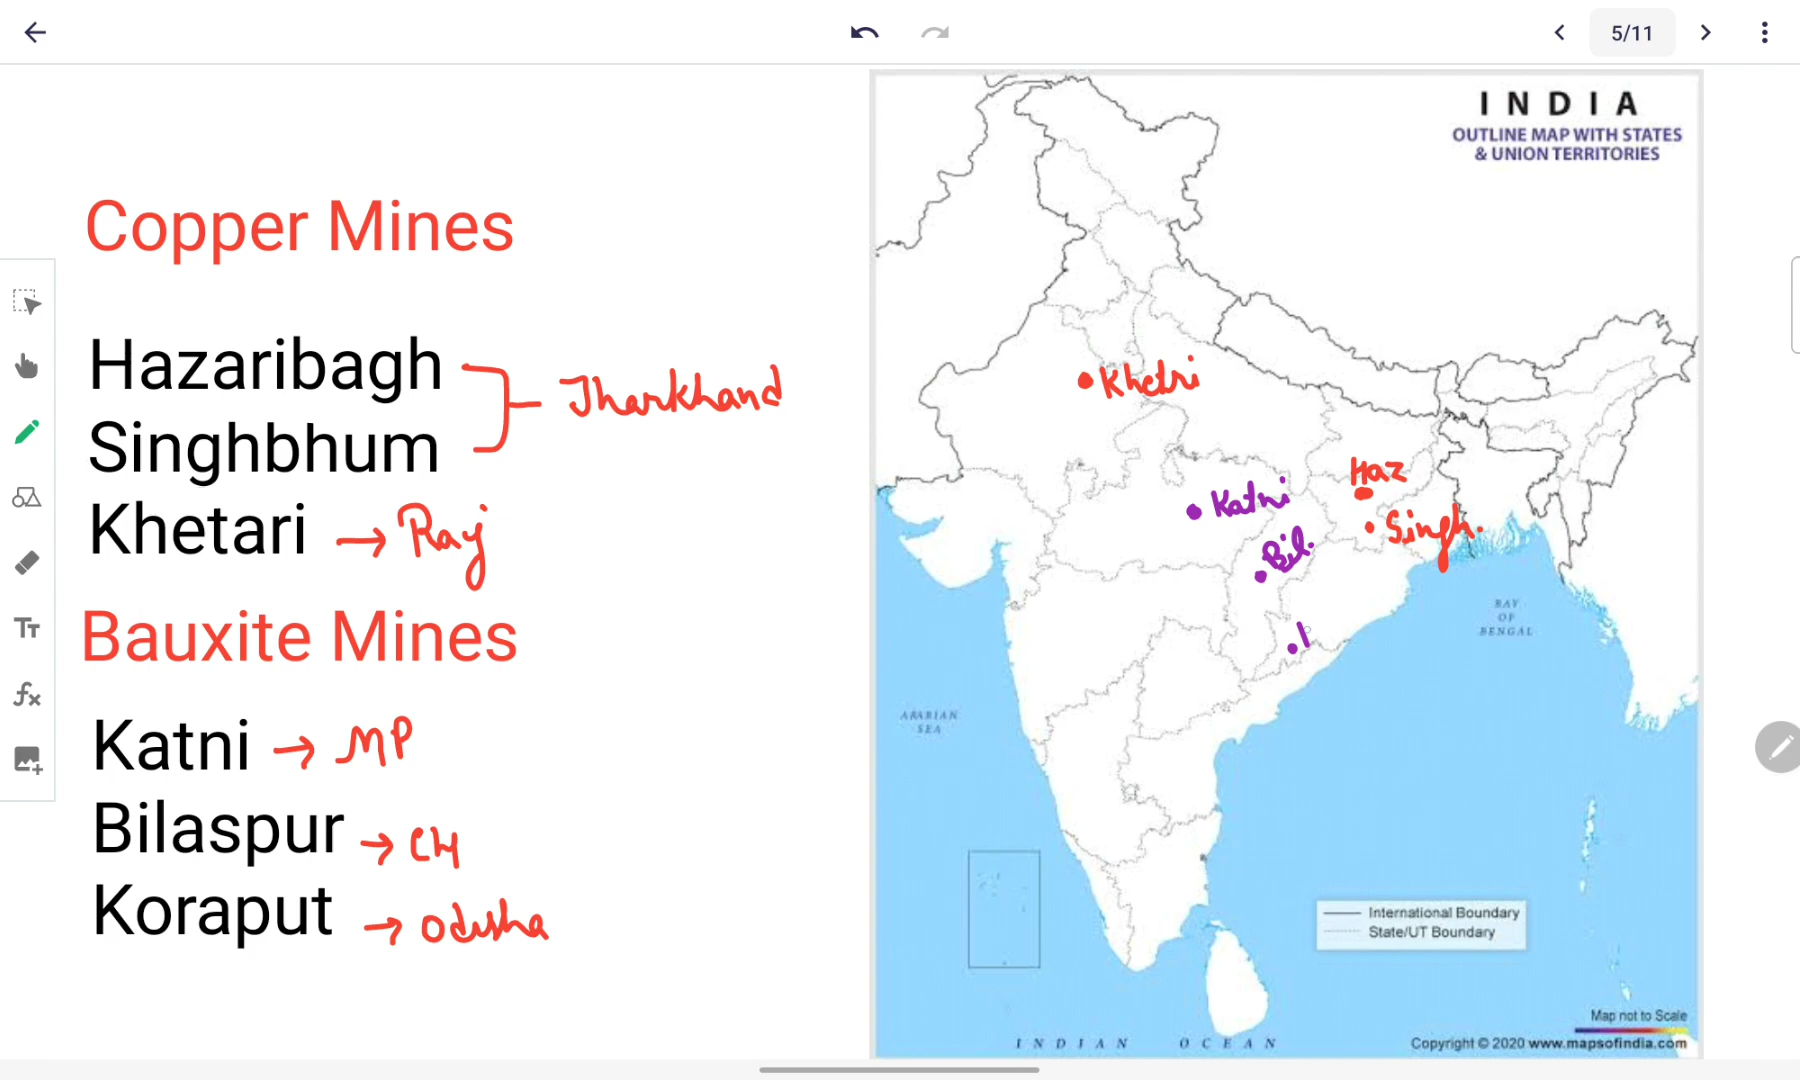 5/11
INDIA
OUTLINE MAP WITH STATES
& UNION TERRITORIES
Copper Mines
Hazaribagh
Singhbhum
Jharkhand
Khetari → Raj
Bauxite Mines
Katni → MP
Bilaspur → CH
Koraput → Odisha
Khetri
Haz
Katni
Singh.
Bil.
BAY
OF
BENGAL
ARABIAN
SEA
International Boundary
State/UT Boundary
Map not to Scale
INDIAN OCEAN
Copyright © 2020 www.mapsofindia.com
Tт
fx